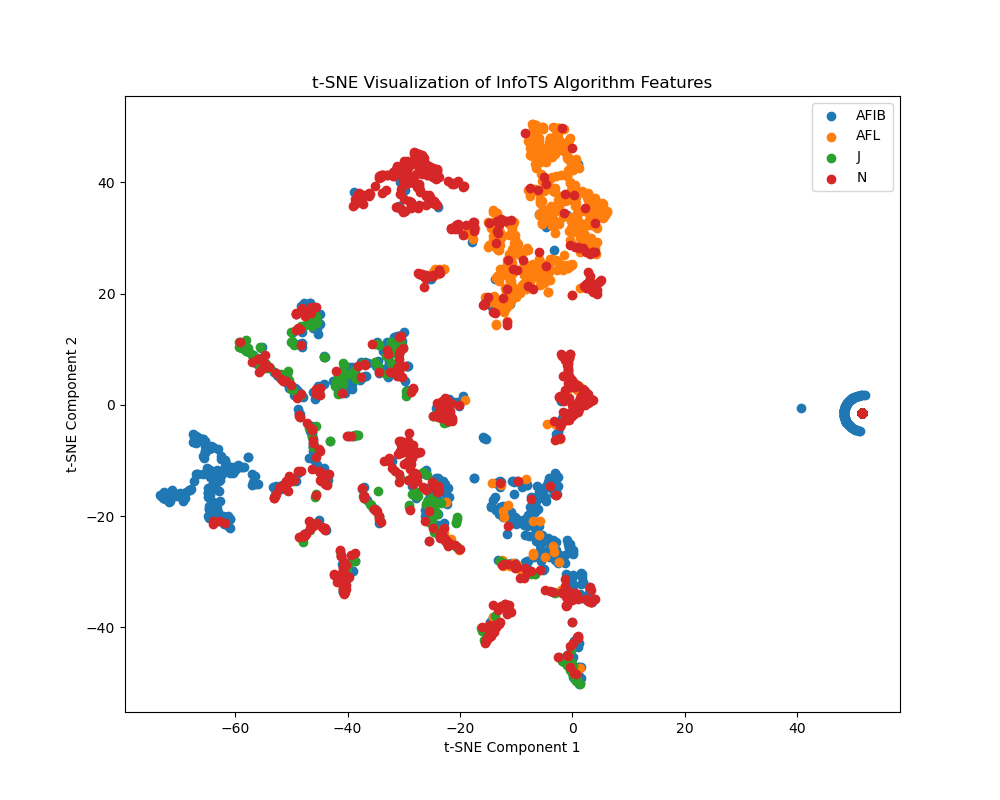 t-SNE Visualization of InfoTS Algorithm Features
AFIB
AFL
J
N
40
20
0
−20
−40
t-SNE Component 2
−60
−40
−20
0
20
40
t-SNE Component 1